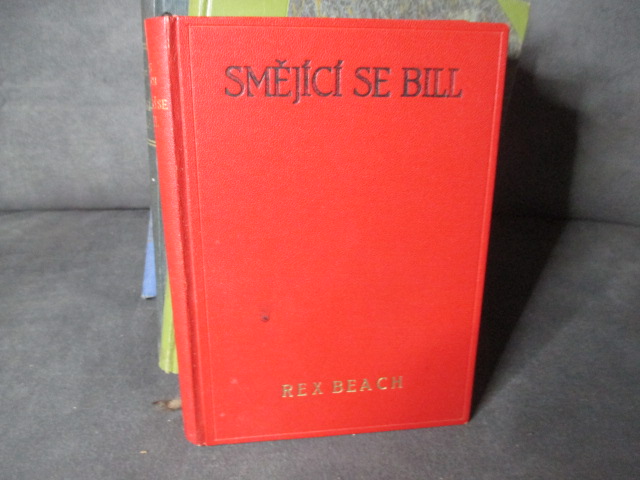 SMĚJÍCÍ SE BILL
REX BEACH